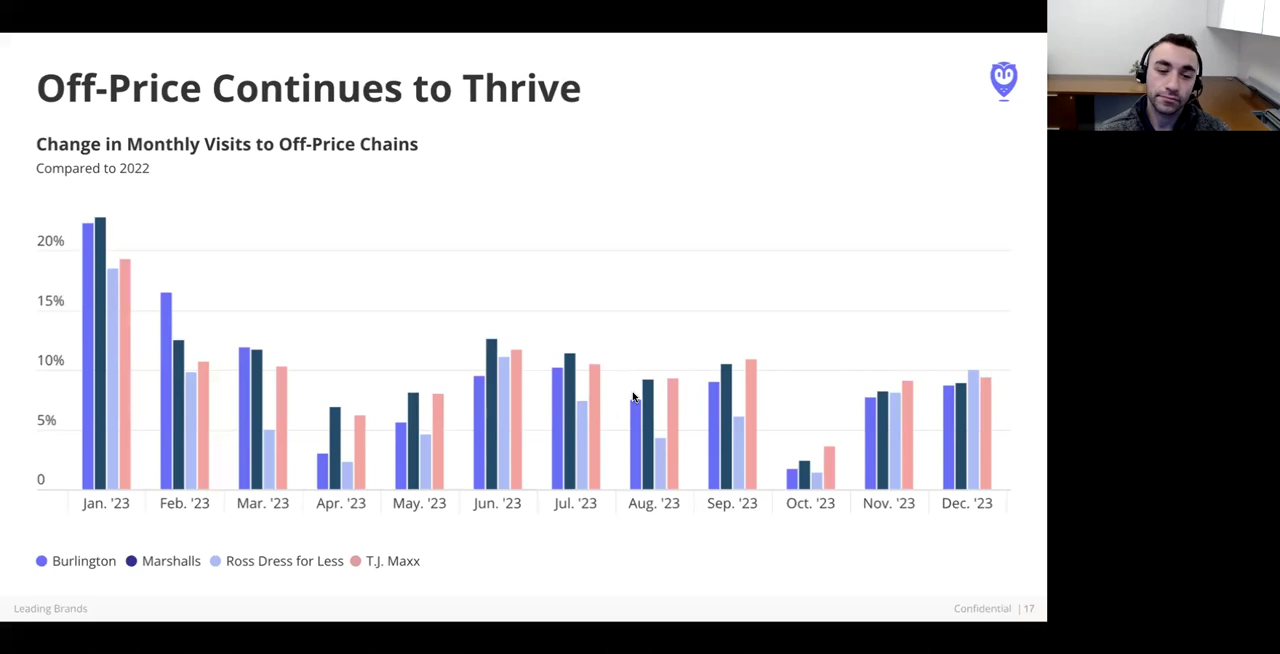 Off-Price Continues to Thrive
Change in Monthly Visits to Off-Price Chains
Compared to 2022
20%
15%
10%
5%
0
Jan. '23 Feb. '23 Mar. '23 Apr. '23 May. '23 Jun. '23 Jul. '23 Aug. '23 Sep. '23 Oct. '23 Nov. '23 Dec. '23
Burlington Marshalls Ross Dress for Less T.J. Maxx
Leading Brands Confidential | 17